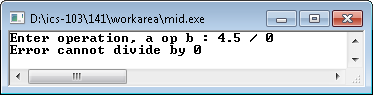 D:\ics-103\141\workarea\mid.exe
Enter operation, a op b : 4.5 / 0
Error cannot divide by 0